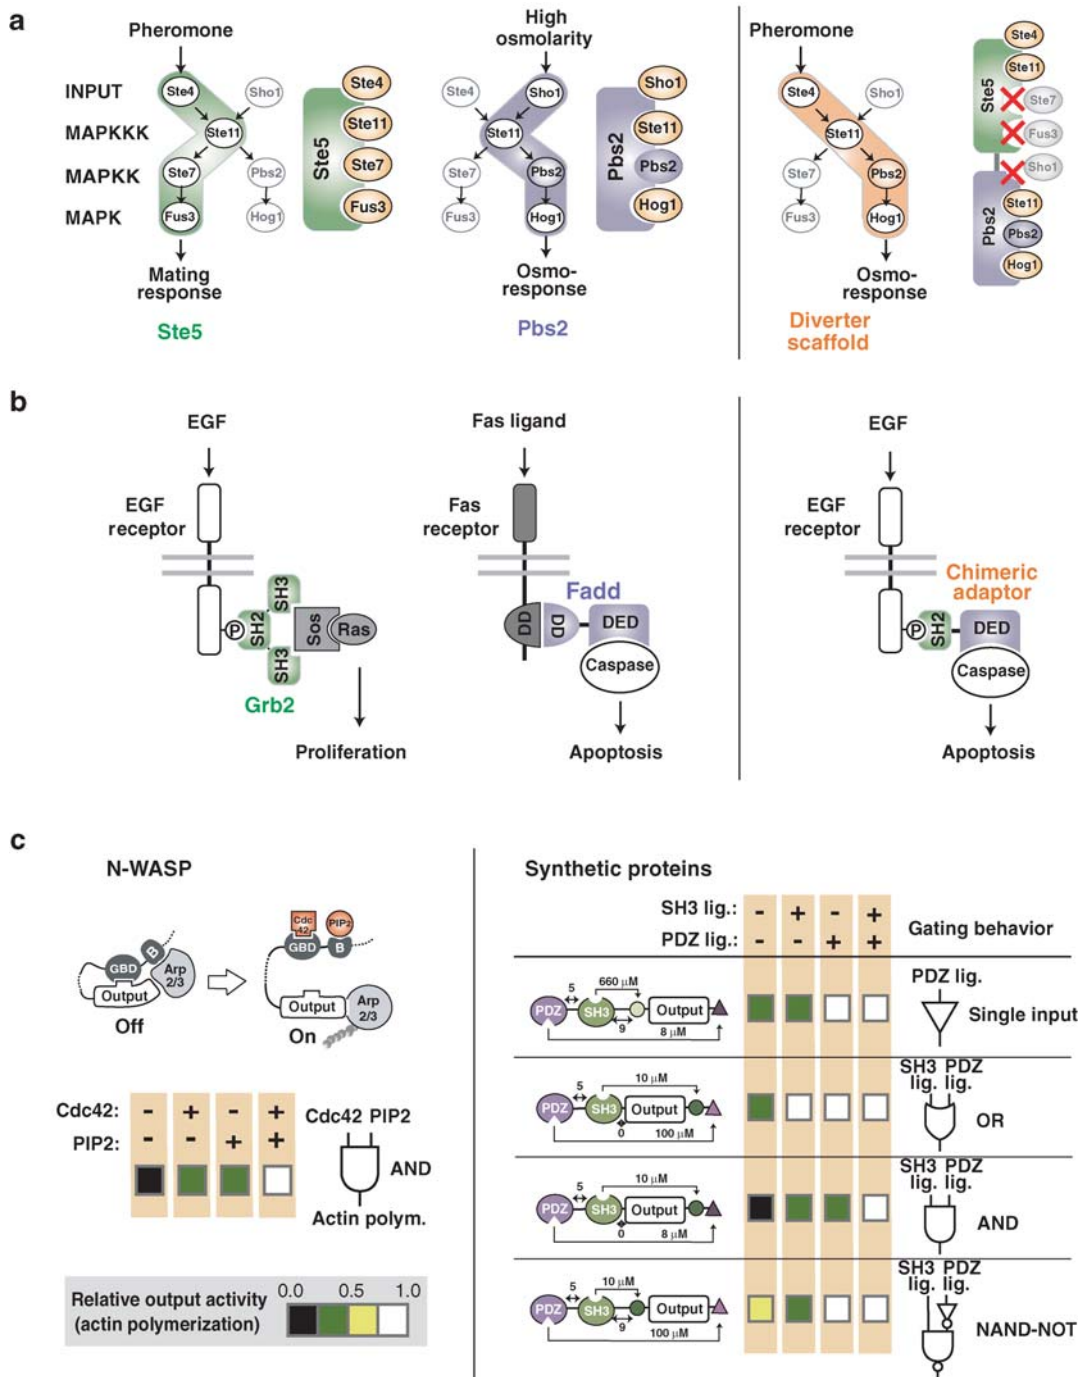 a
Pheromone
INPUT
MAPKKK
MAPKK
MAPK
Ste4
Sho1
Ste11
Ste7
Pbs2
Fus3
Hog1
Mating
response
Ste5
Ste5
Ste4
Ste11
Ste7
Fus3
High
osmolarity
Ste4
Sho1
Ste11
Ste7
Pbs2
Fus3
Hog1
Osmo-
response
Pbs2
Pbs2
Sho1
Ste11
Pbs2
Hog1
Pheromone
Ste4
Sho1
Ste11
Ste7
Pbs2
Fus3
Hog1
Osmo-
response
Diverter
scaffold
Ste5
Ste4
Ste11
Ste7
Fus3
Sho1
Pbs2
Ste11
Pbs2
Hog1
b
EGF
EGF
receptor
P
SH2
SH3
SH3
Sos
Ras
Grb2
Proliferation
Fas ligand
Fas
receptor
Fadd
DD
DD
DED
Caspase
Apoptosis
EGF
EGF
receptor
Chimeric
adaptor
P
SH2
DED
Caspase
Apoptosis
c
N-WASP
GBD
B
Arp
2/3
Output
Off
Cdc
42
PIP2
GBD
B
Output
Arp
2/3
On
Cdc42: - + - +
PIP2: - - + +
Cdc42 PIP2
AND
Actin polym.
Relative output activity
(actin polymerization)
0.0 0.5 1.0
Synthetic proteins
SH3 lig.: - + - +
PDZ lig.: - - + +
Gating behavior
660 µM
5
PDZ
SH3
Output
9
8 µM
PDZ lig.
Single input
10 µM
5
PDZ
SH3
Output
0
100 µM
SH3 PDZ
lig. lig.
OR
10 µM
5
PDZ
SH3
Output
0
8 µM
SH3 PDZ
lig. lig.
AND
10 µM
5
PDZ
SH3
Output
9
100 µM
SH3 PDZ
lig. lig.
NAND-NOT